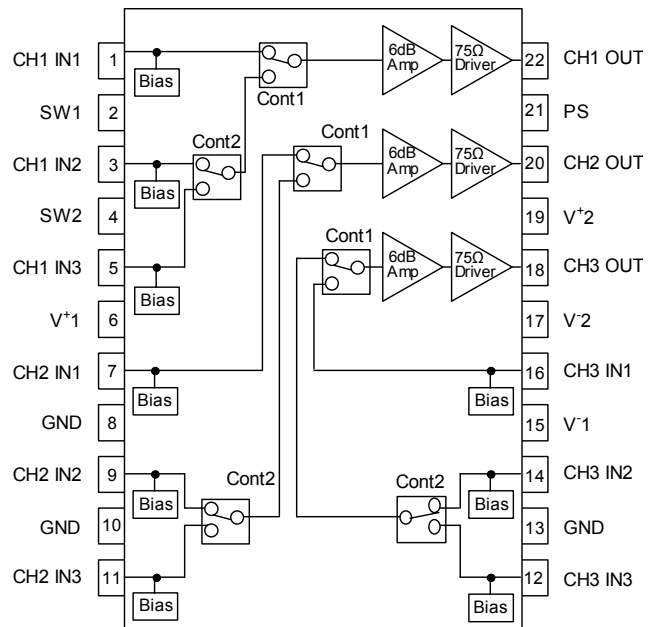 CH1 IN1
1
Bias
Cont1
6dB
Amp
75Ω
Driver
22
CH1 OUT
SW1
2
21
PS
CH1 IN2
3
Bias
Cont2
Cont1
6dB
Amp
75Ω
Driver
20
CH2 OUT
SW2
4
19
V⁺2
CH1 IN3
5
Bias
Cont1
6dB
Amp
75Ω
Driver
18
CH3 OUT
V⁺1
6
17
V⁻2
CH2 IN1
7
Bias
Bias
16
CH3 IN1
GND
8
15
V⁻1
CH2 IN2
9
Bias
Cont2
Cont2
Bias
14
CH3 IN2
GND
10
13
GND
CH2 IN3
11
Bias
Bias
12
CH3 IN3